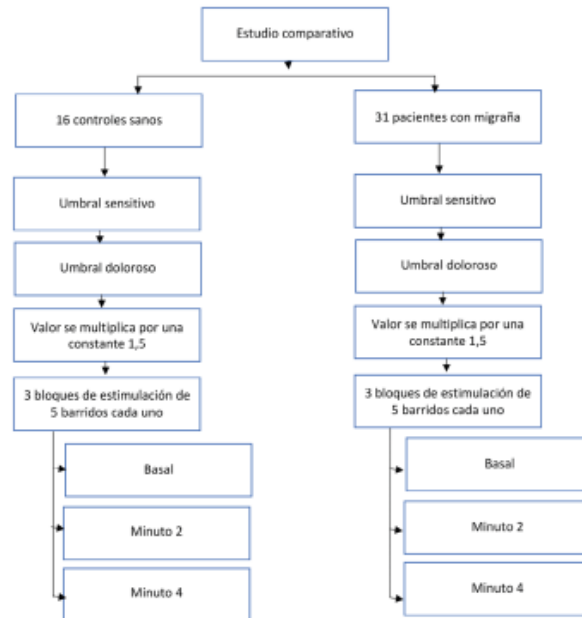 Estudio comparativo
16 controles sanos
Umbral sensitivo
Umbral doloroso
Valor se multiplica por una
constante 1,5
3 bloques de estimulación de
5 barridos cada uno
Basal
Minuto 2
Minuto 4
31 pacientes con migraña
Umbral sensitivo
Umbral doloroso
Valor se multiplica por una
constante 1,5
3 bloques de estimulación de
5 barridos cada uno
Basal
Minuto 2
Minuto 4